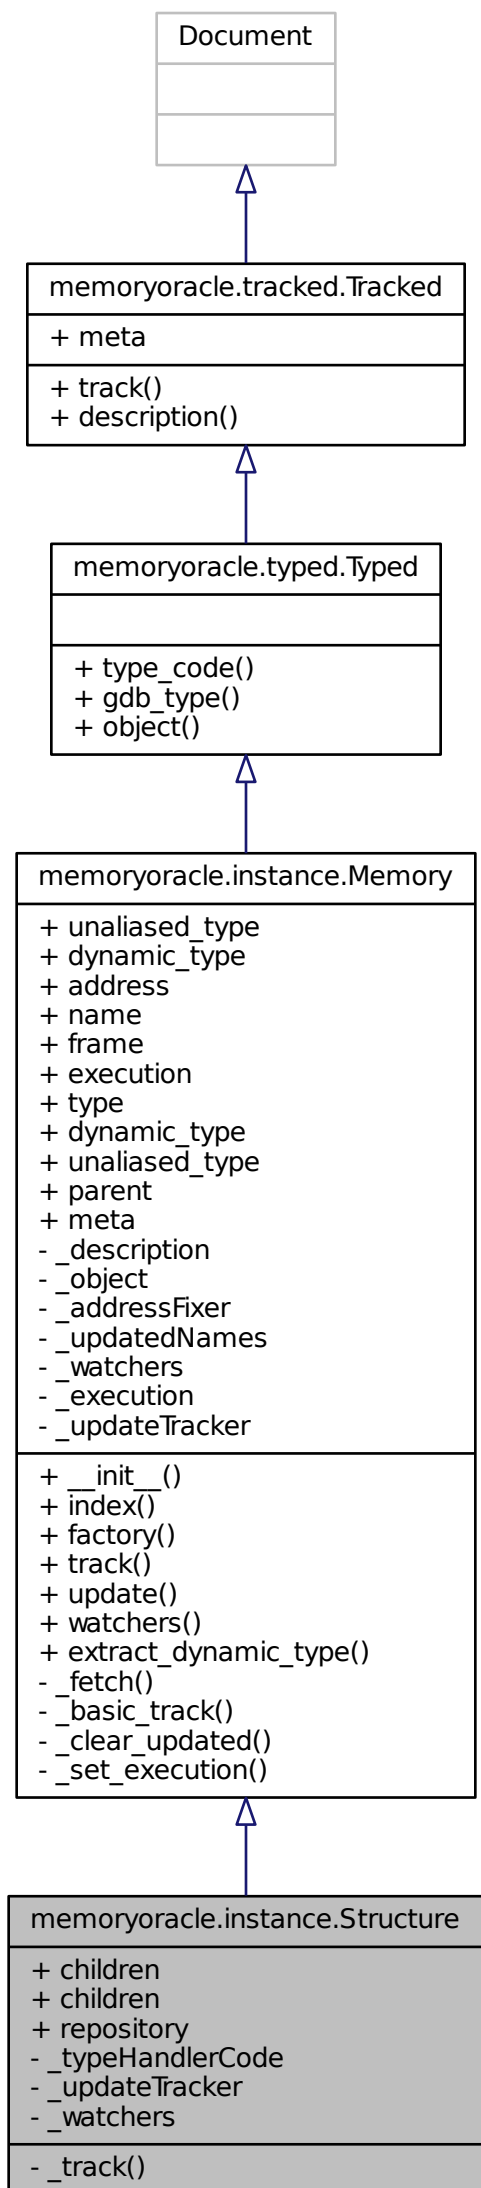 Document
memoryoracle.tracked.Tracked
+ meta
+ track()
+ description()
memoryoracle.typed.Typed
+ type_code()
+ gdb_type()
+ object()
memoryoracle.instance.Memory
+ unaliased_type
+ dynamic_type
+ address
+ name
+ frame
+ execution
+ type
+ dynamic_type
+ unaliased_type
+ parent
+ meta
- _description
- _object
- _addressFixer
- _updatedNames
- _watchers
- _execution
- _updateTracker
+ __init__()
+ index()
+ factory()
+ track()
+ update()
+ watchers()
+ extract_dynamic_type()
- _fetch()
- _basic_track()
- _clear_updated()
- _set_execution()
memoryoracle.instance.Structure
+ children
+ children
+ repository
- _typeHandlerCode
- _updateTracker
- _watchers
- _track()